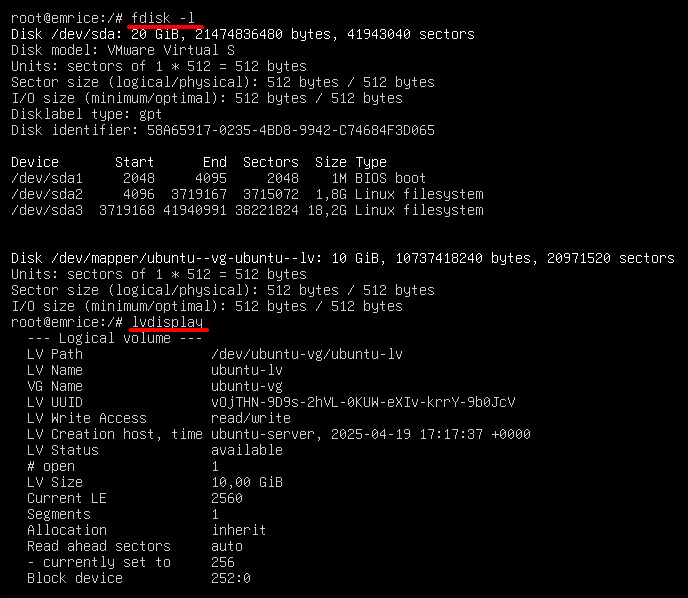 root@emrice:/# fdisk -l
Disk /dev/sda: 20 GiB, 21474836480 bytes, 41943040 sectors
Disk model: VMware Virtual S
Units: sectors of 1 * 512 = 512 bytes
Sector size (logical/physical): 512 bytes / 512 bytes
I/O size (minimum/optimal): 512 bytes / 512 bytes
Disklabel type: gpt
Disk identifier: 58A65917-0235-4BD8-9942-C74684F3D065
Device       Start      End  Sectors  Size Type
/dev/sda1     2048     4095     2048    1M BIOS boot
/dev/sda2     4096  3719167  3715072  1,8G Linux filesystem
/dev/sda3  3719168 41940991 38221824 18,2G Linux filesystem
Disk /dev/mapper/ubuntu--vg-ubuntu--lv: 10 GiB, 10737418240 bytes, 20971520 sectors
Units: sectors of 1 * 512 = 512 bytes
Sector size (logical/physical): 512 bytes / 512 bytes
I/O size (minimum/optimal): 512 bytes / 512 bytes
root@emrice:/# lvdisplay
  --- Logical volume ---
  LV Path                /dev/ubuntu-vg/ubuntu-lv
  LV Name                ubuntu-lv
  VG Name                ubuntu-vg
  LV UUID                vOjTHN-9D9s-2hVL-0KUW-eXIv-krrY-9b0JcV
  LV Write Access        read/write
  LV Creation host, time ubuntu-server, 2025-04-19 17:17:37 +0000
  LV Status              available
  # open                 1
  LV Size                10,00 GiB
  Current LE             2560
  Segments               1
  Allocation             inherit
  Read ahead sectors     auto
  - currently set to     256
  Block device           252:0